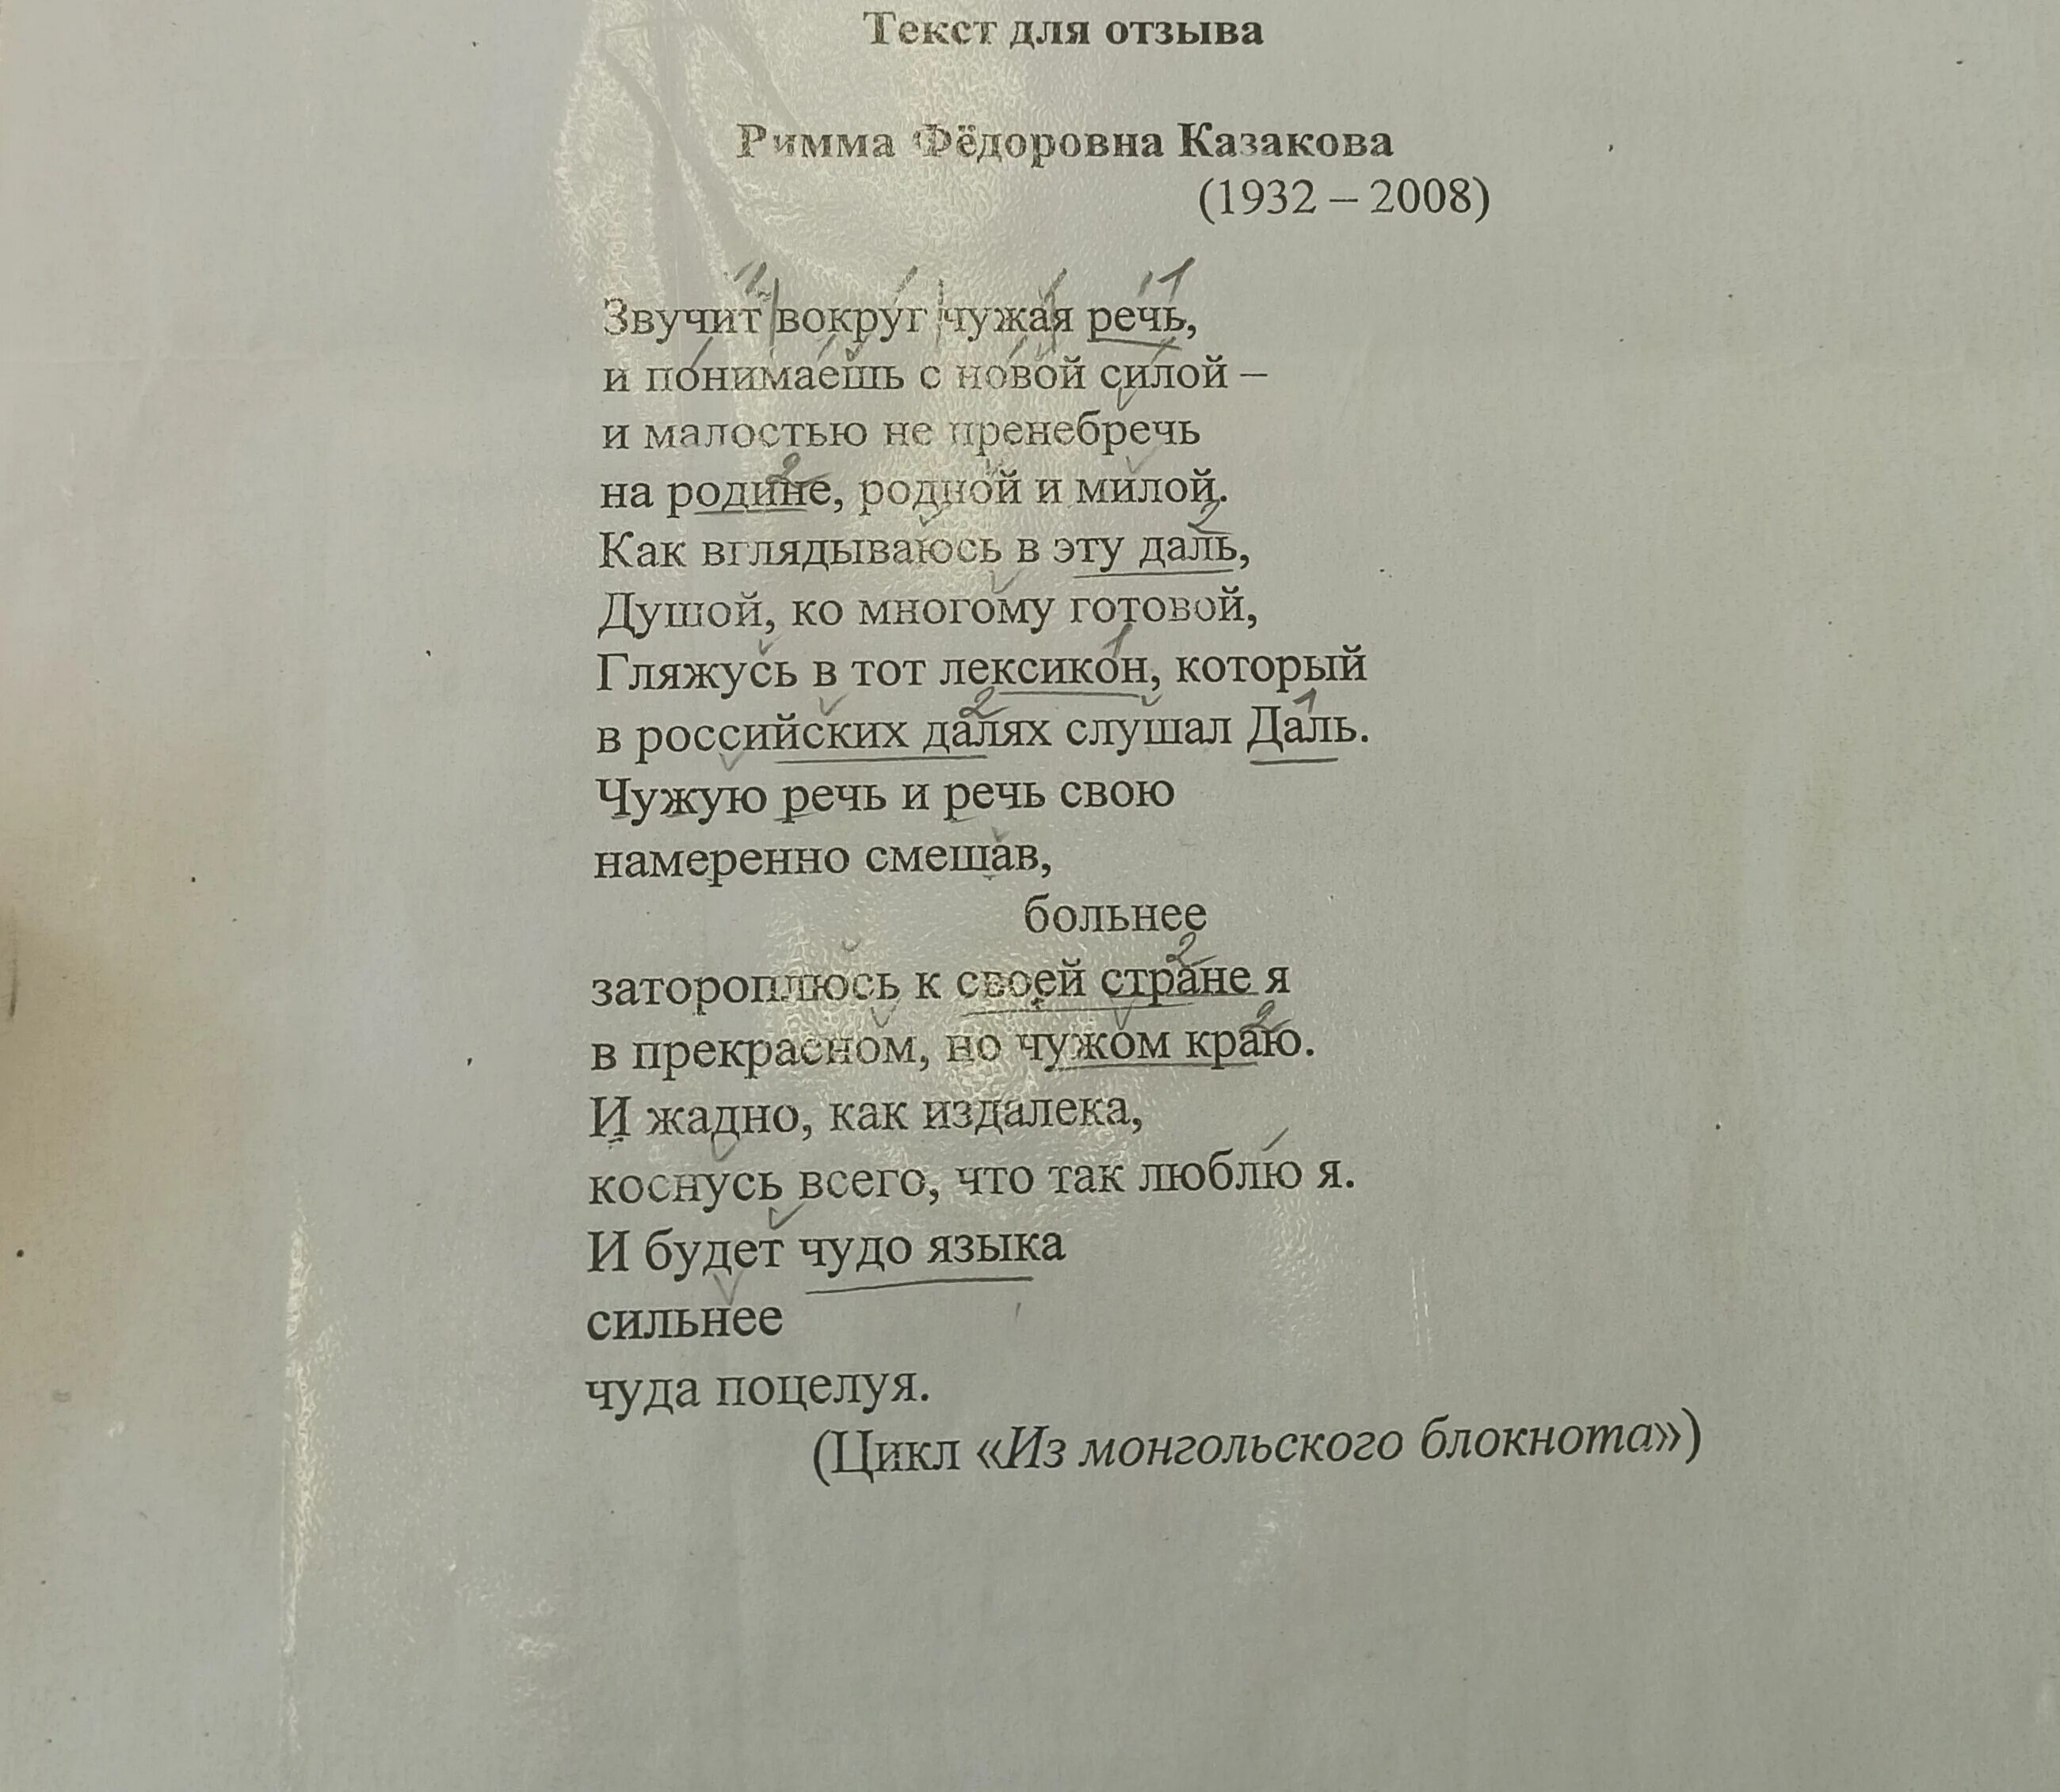 Текст для отзыва
Римма Фёдоровна Казакова
(1932 – 2008)
Звучит вокруг чужая речь,
и понимаешь с новой силой –
и малостью не пренебречь
на родине, родной и милой.
Как вглядываюсь в эту даль,
Душой, ко многому готовой,
Гляжусь в тот лексикон, который
в российских далях слушал Даль.
Чужую речь и речь свою
намеренно смешав,
больнее
затороплюсь к своей стране я
в прекрасном, но чужом краю.
И жадно, как издалека,
коснусь всего, что так люблю я.
И будет чудо языка
сильнее
чуда поцелуя.
(Цикл «Из монгольского блокнота»)